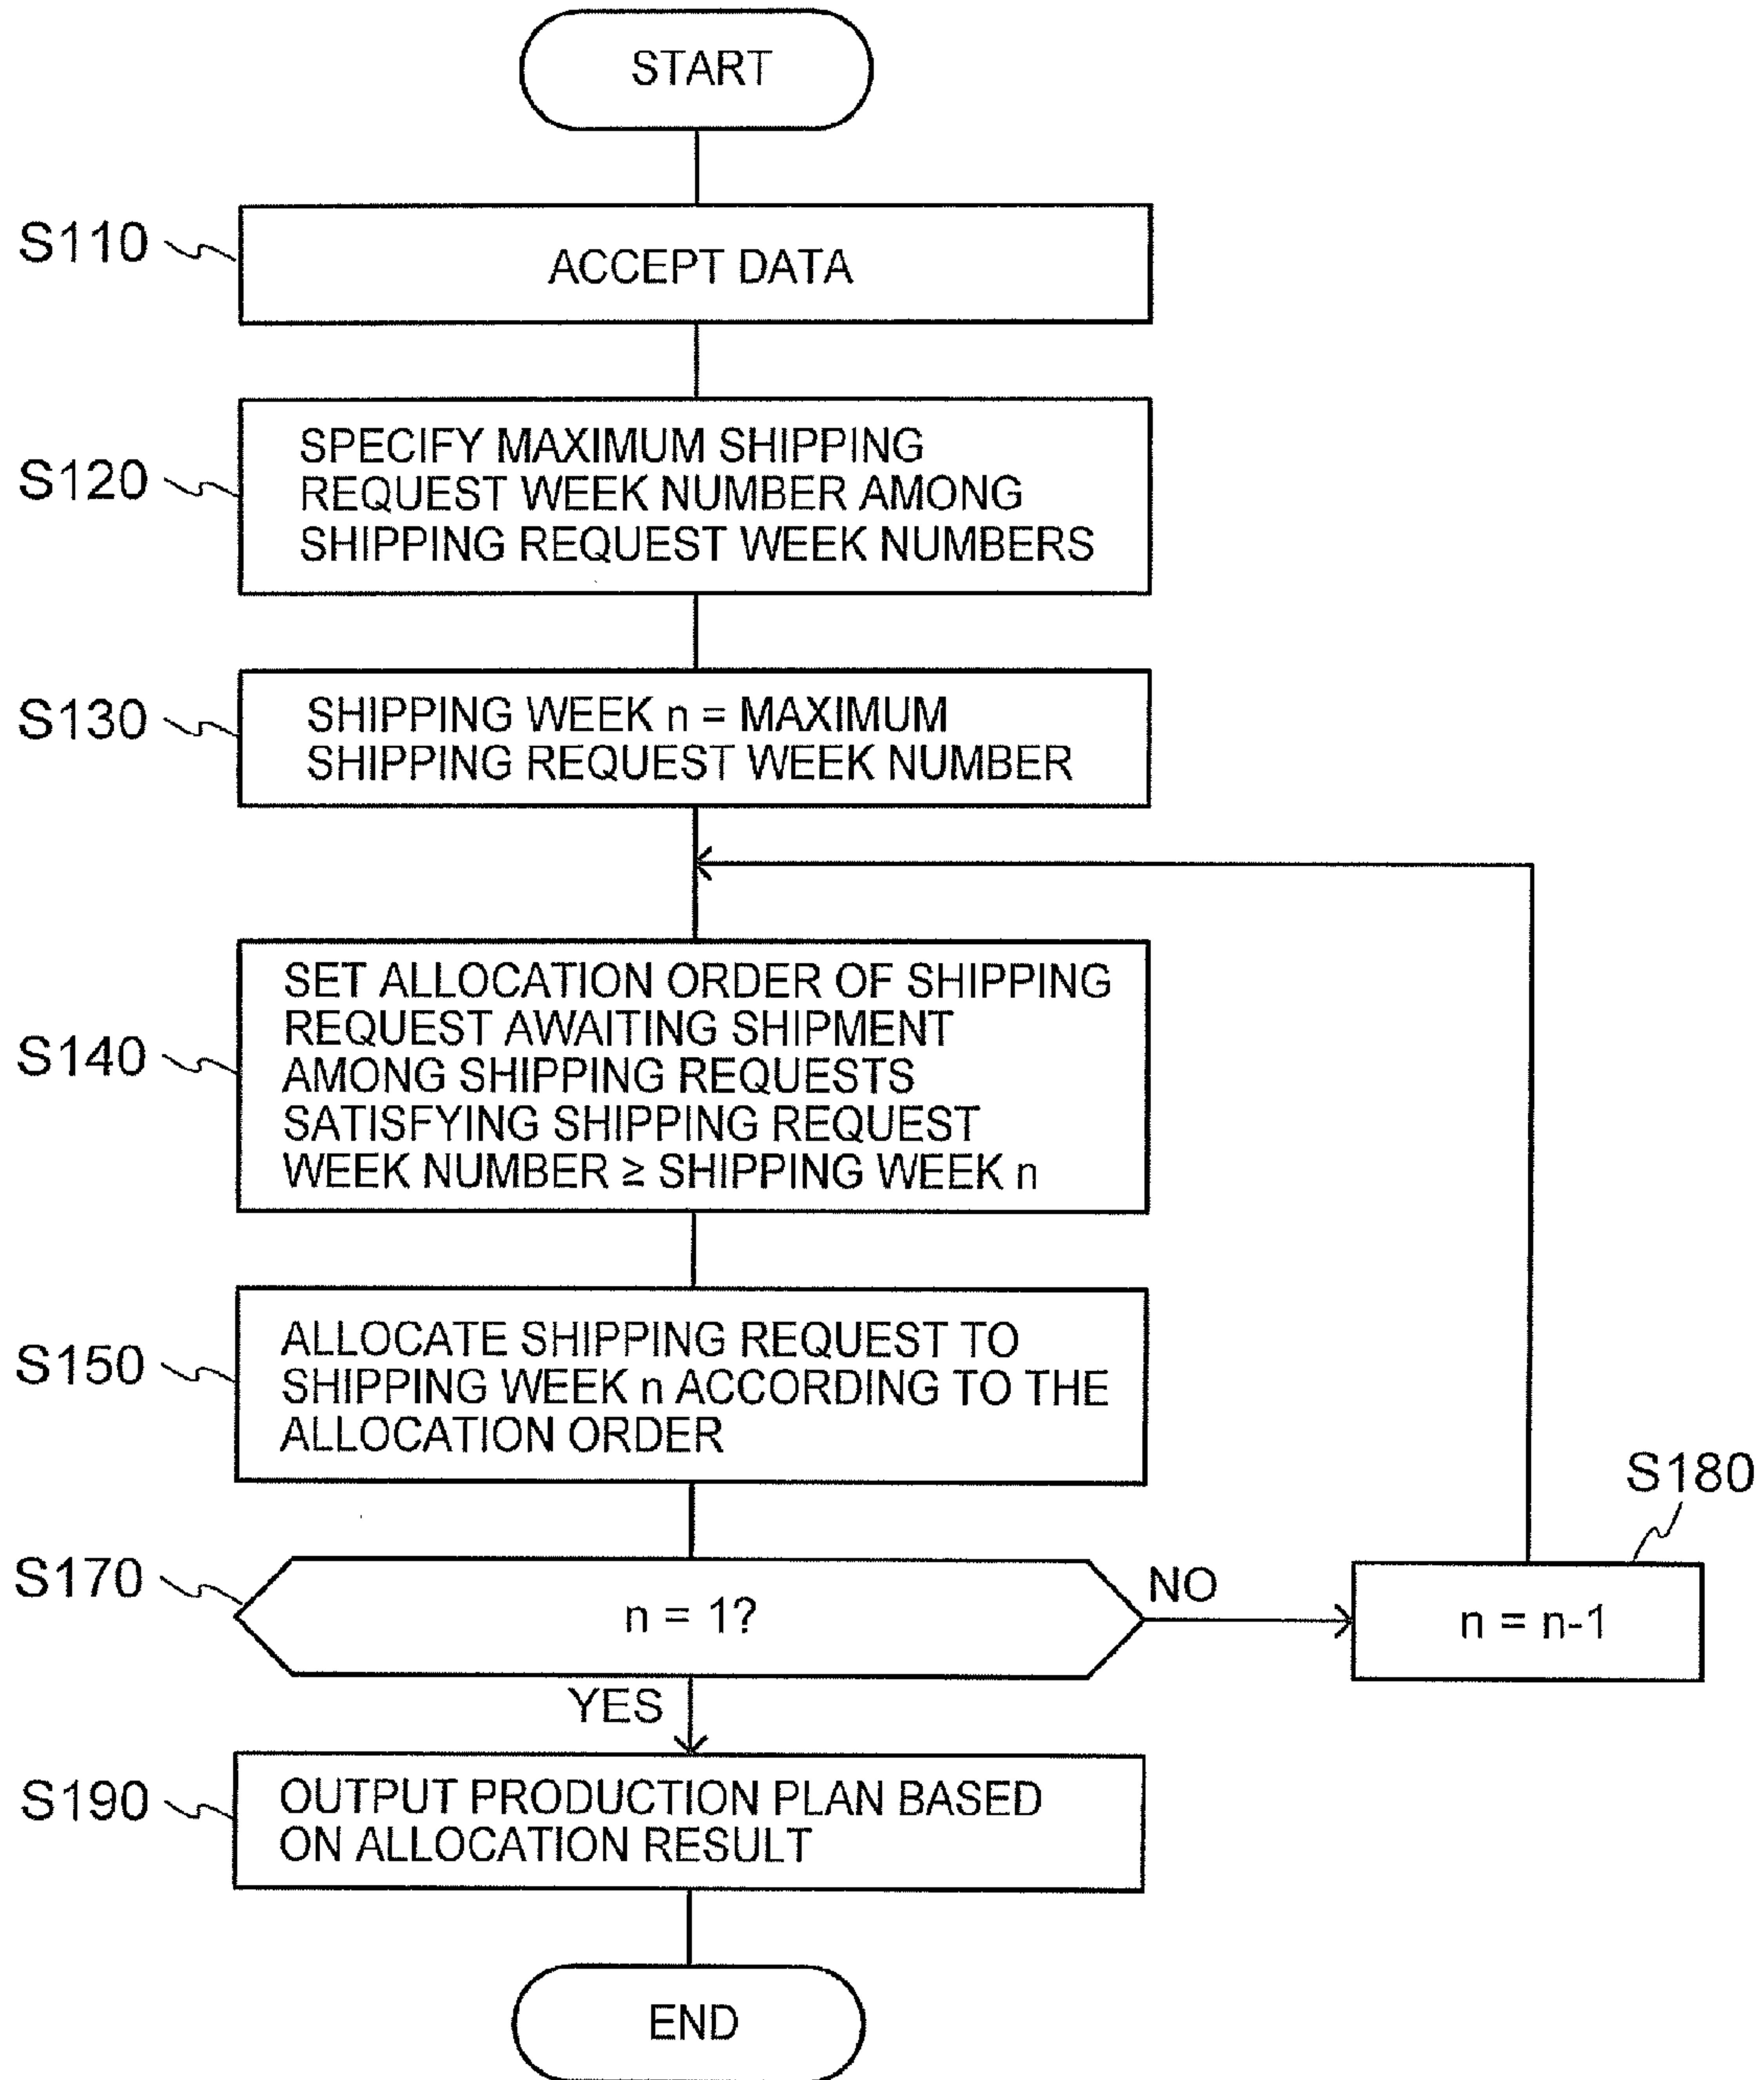 START
S110
ACCEPT DATA
S120
SPECIFY MAXIMUM SHIPPING
REQUEST WEEK NUMBER AMONG
SHIPPING REQUEST WEEK NUMBERS
S130
SHIPPING WEEK n = MAXIMUM
SHIPPING REQUEST WEEK NUMBER
S140
SET ALLOCATION ORDER OF SHIPPING
REQUEST AWAITING SHIPMENT
AMONG SHIPPING REQUESTS
SATISFYING SHIPPING REQUEST
WEEK NUMBER ≥ SHIPPING WEEK n
S150
ALLOCATE SHIPPING REQUEST TO
SHIPPING WEEK n ACCORDING TO THE
ALLOCATION ORDER
S170
n = 1?
NO
S180
n = n-1
YES
S190
OUTPUT PRODUCTION PLAN BASED
ON ALLOCATION RESULT
END